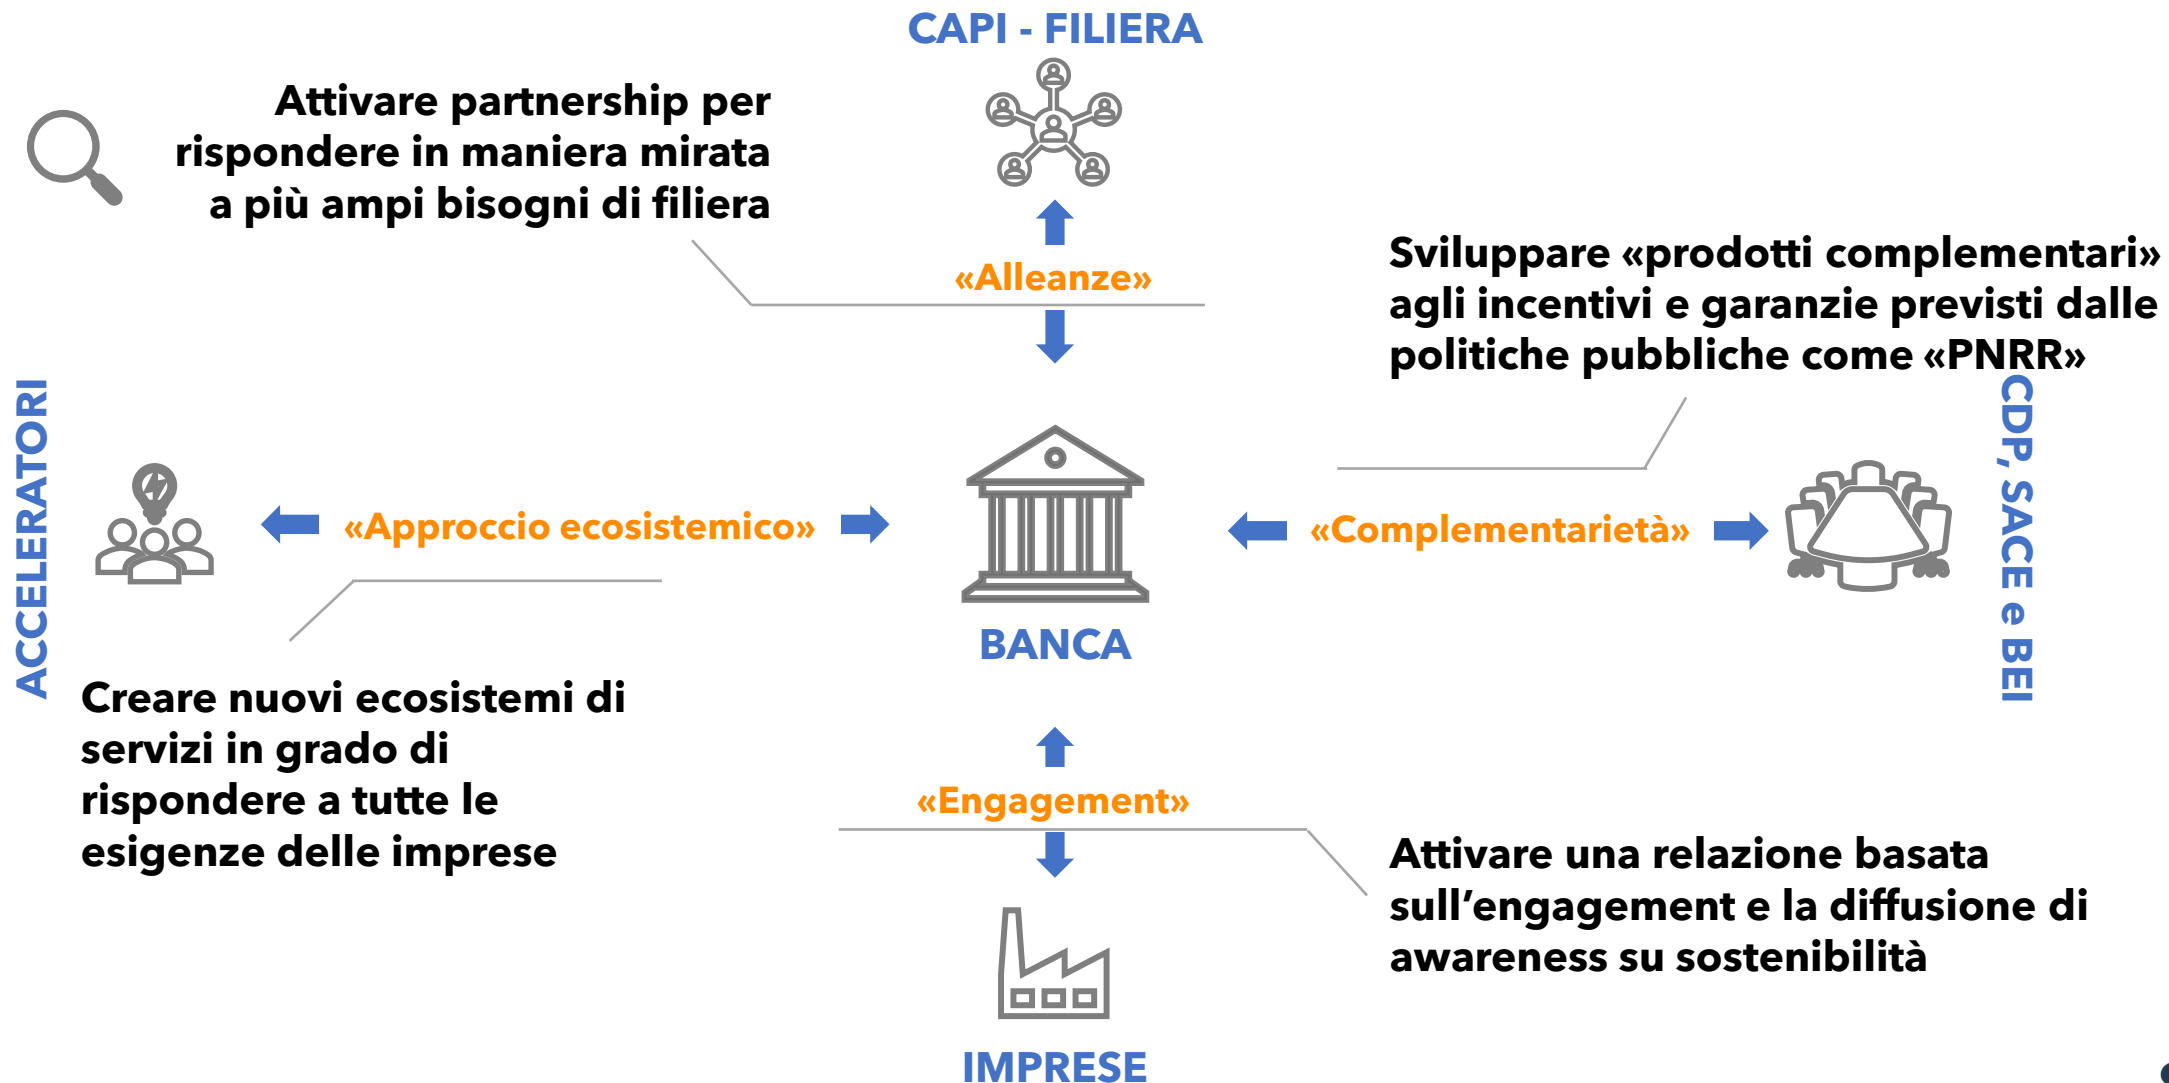 CAPI - FILIERA
Attivare partnership per
rispondere in maniera mirata
a più ampi bisogni di filiera
«Alleanze»
Sviluppare «prodotti complementari»
agli incentivi e garanzie previsti dalle
politiche pubbliche come «PNRR»
ACCELERATORI
«Approccio ecosistemico»
BANCA
«Complementarietà»
CDP, SACE e BEI
Creare nuovi ecosistemi di
servizi in grado di
rispondere a tutte le
esigenze delle imprese
«Engagement»
Attivare una relazione basata
sull’engagement e la diffusione di
awareness su sostenibilità
IMPRESE